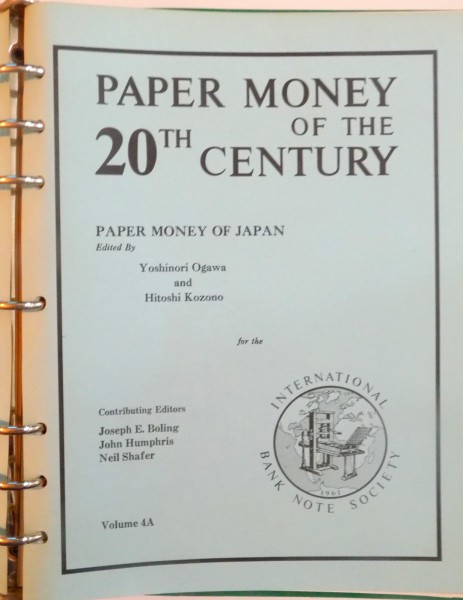 PAPER MONEY
OF THE
20TH CENTURY
PAPER MONEY OF JAPAN
Edited By
Yoshinori Ogawa
and
Hitoshi Kozono
for the
INTERNATIONAL
BANK NOTE SOCIETY
1961
Contributing Editors
Joseph E. Boling
John Humphris
Neil Shafer
Volume 4A